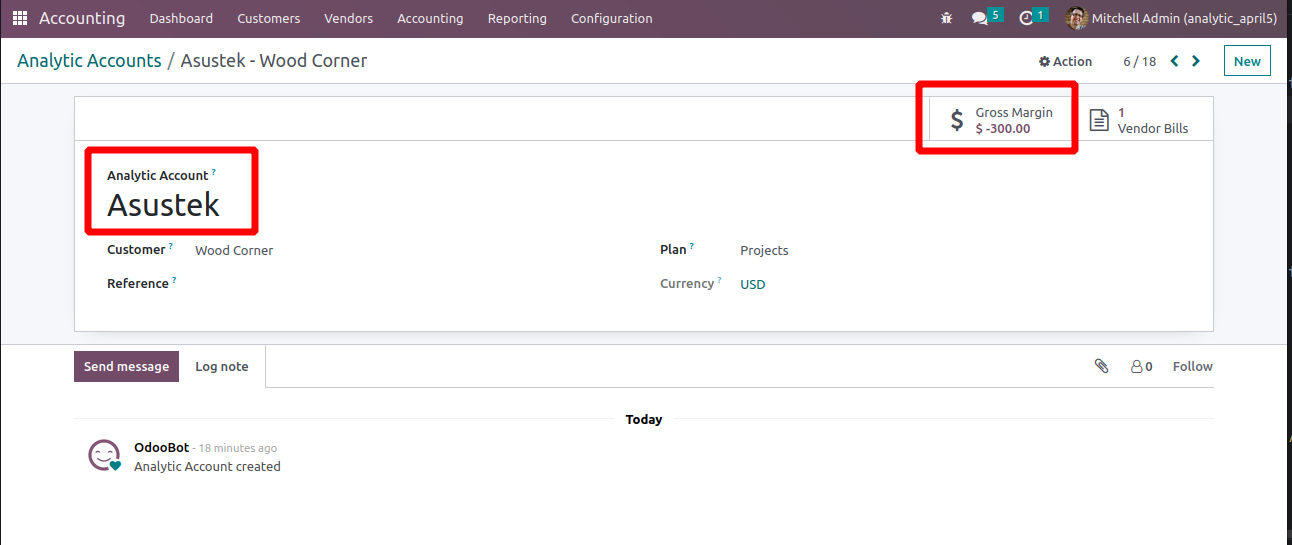 Accounting Dashboard Customers Vendors Accounting Reporting Configuration 5 1 Mitchell Admin (analytic_april5)
Analytic Accounts / Asustek - Wood Corner Action 6 / 18 New
Gross Margin 1
$ -300.00 Vendor Bills
Analytic Account ?
Asustek
Customer ? Wood Corner Plan ? Projects
Reference ? Currency ? USD
Send message Log note 0 Follow
Today
OdooBot - 18 minutes ago
Analytic Account created